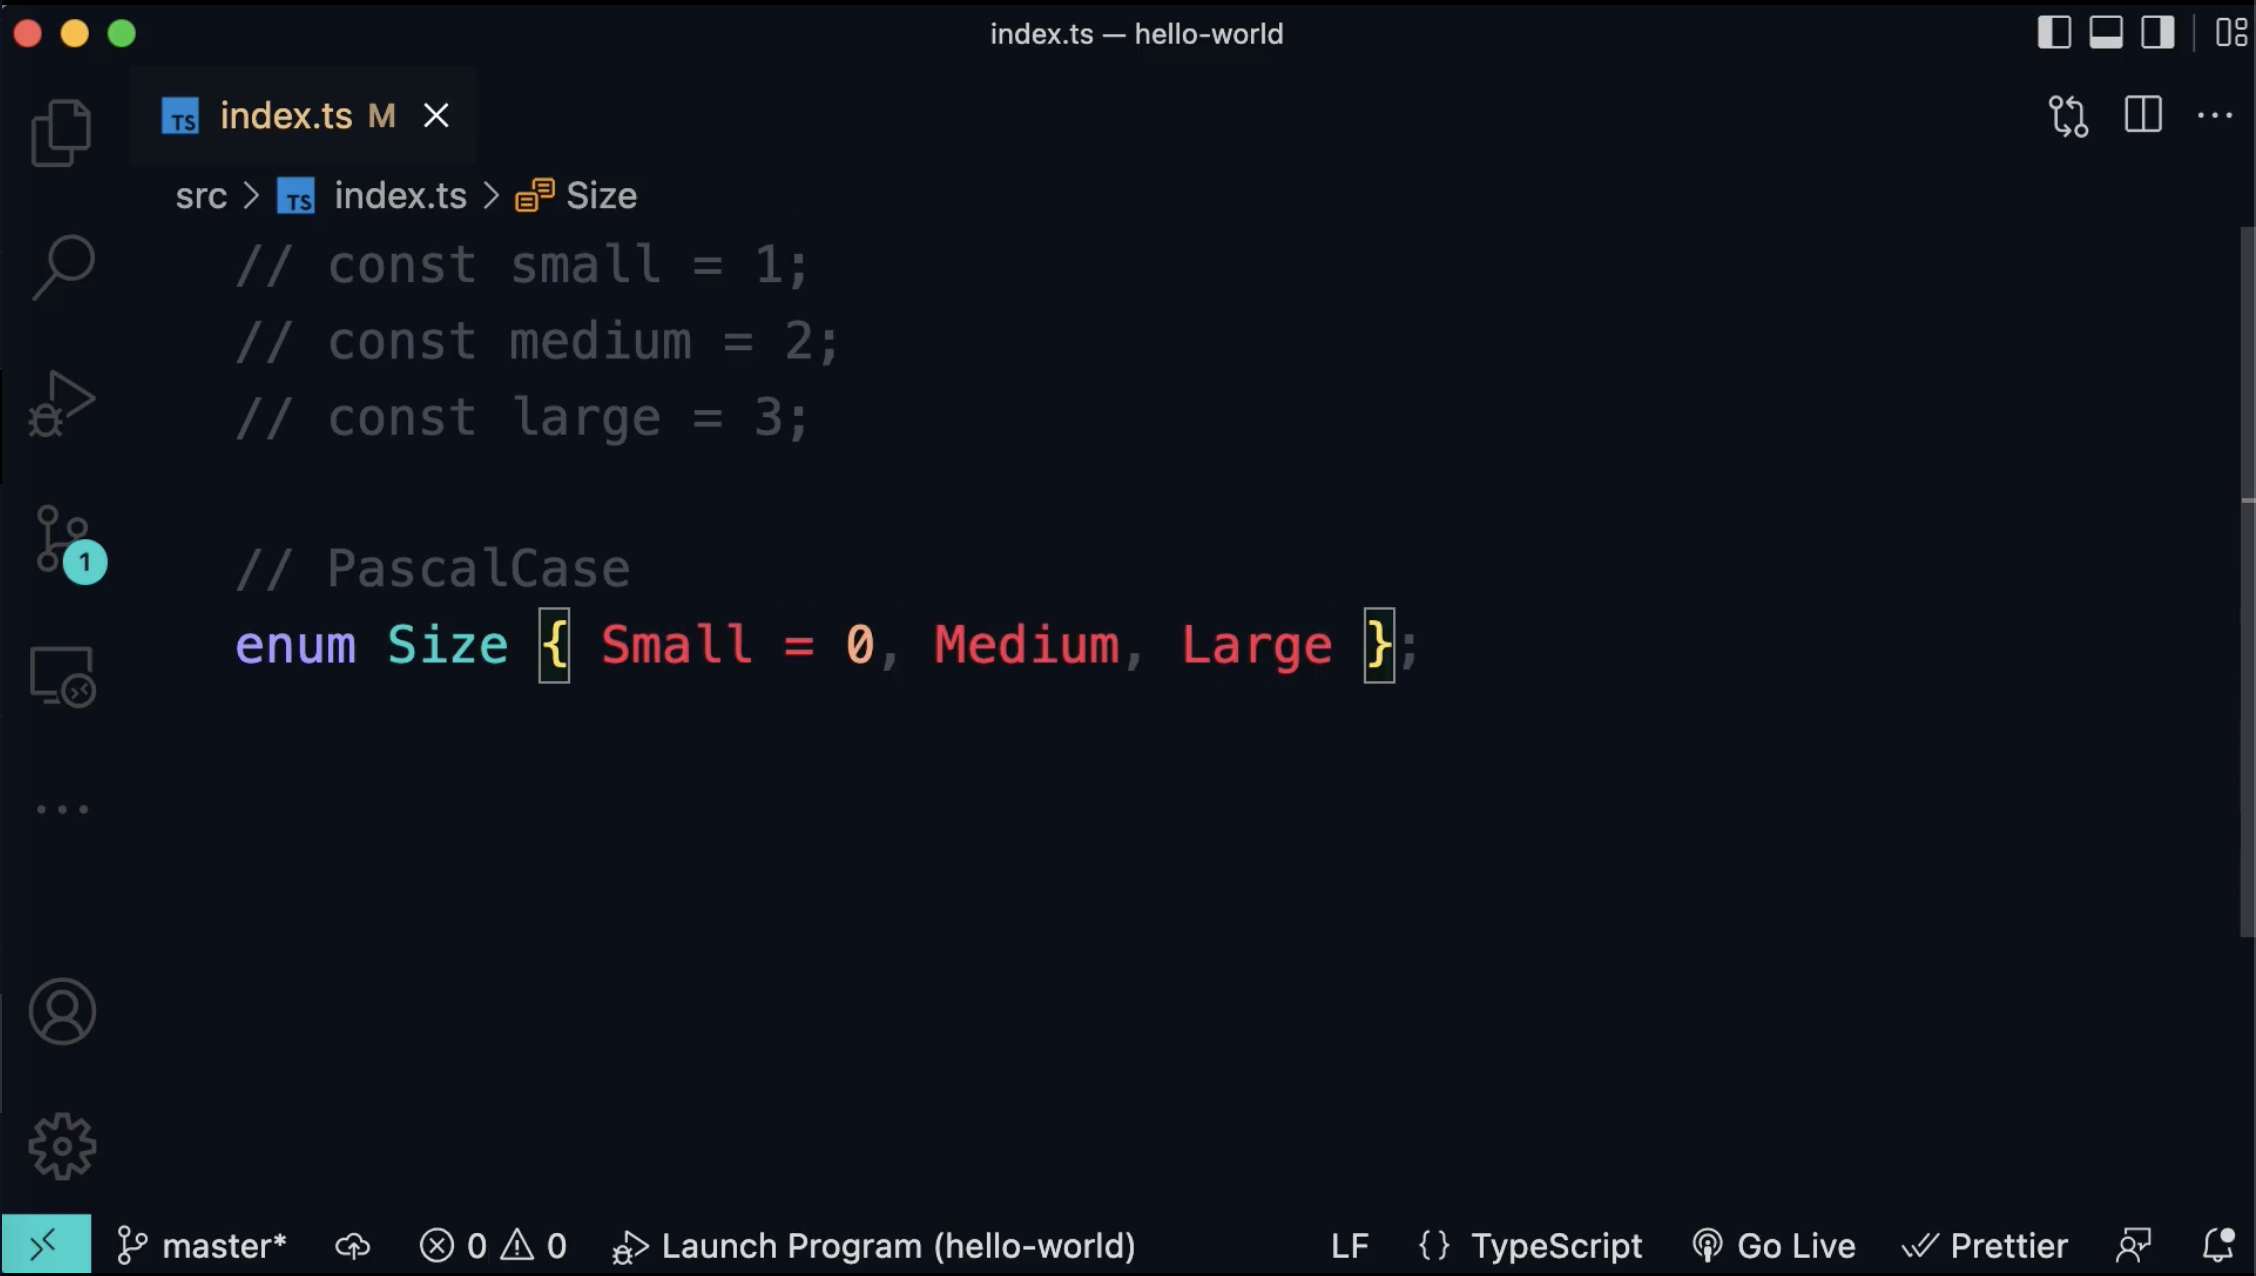 index.ts — hello-world
TS index.ts M
src > TS index.ts > Size
// const small = 1;
// const medium = 2;
// const large = 3;
// PascalCase
enum Size { Small = 0, Medium, Large };
1
master* 0 0 Launch Program (hello-world) LF {} TypeScript Go Live Prettier